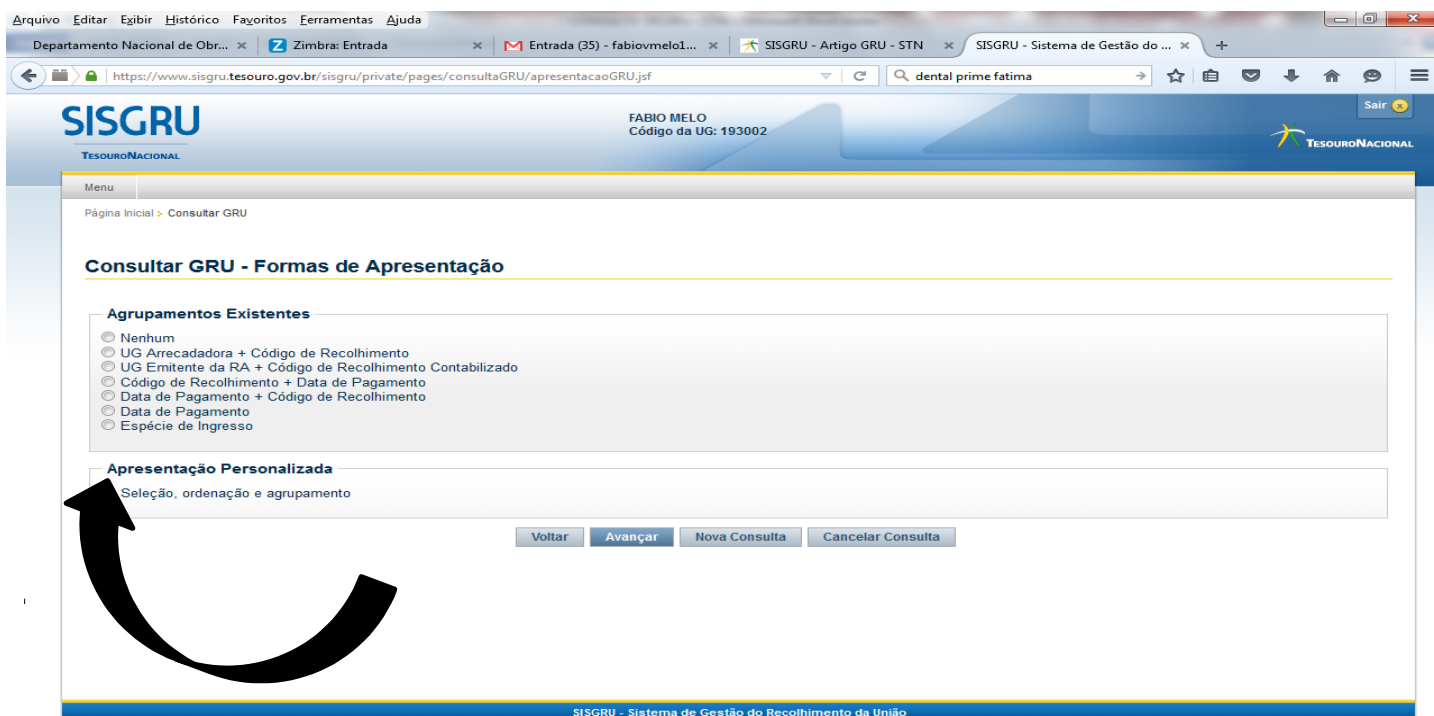 Arquivo Editar Exibir Histórico Favoritos Ferramentas Ajuda
Departamento Nacional de Obr... Zimbra: Entrada Entrada (35) - fabiovmelo1... SISGRU - Artigo GRU - STN SISGRU - Sistema de Gestão do ...
https://www.sisgru.tesouro.gov.br/sisgru/private/pages/consultaGRU/apresentacaoGRU.jsf dental prime fatima
Sair
SISGRU
TESOURONACIONAL
FABIO MELO
Código da UG: 193002
TESOURONACIONAL
Menu
Página Inicial > Consultar GRU
Consultar GRU - Formas de Apresentação
Agrupamentos Existentes
Nenhum
UG Arrecadadora + Código de Recolhimento
UG Emitente da RA + Código de Recolhimento Contabilizado
Código de Recolhimento + Data de Pagamento
Data de Pagamento + Código de Recolhimento
Data de Pagamento
Espécie de Ingresso
Apresentação Personalizada
Seleção, ordenação e agrupamento
Voltar Avançar Nova Consulta Cancelar Consulta
SISGRU - Sistema de Gestão do Recolhimento da União